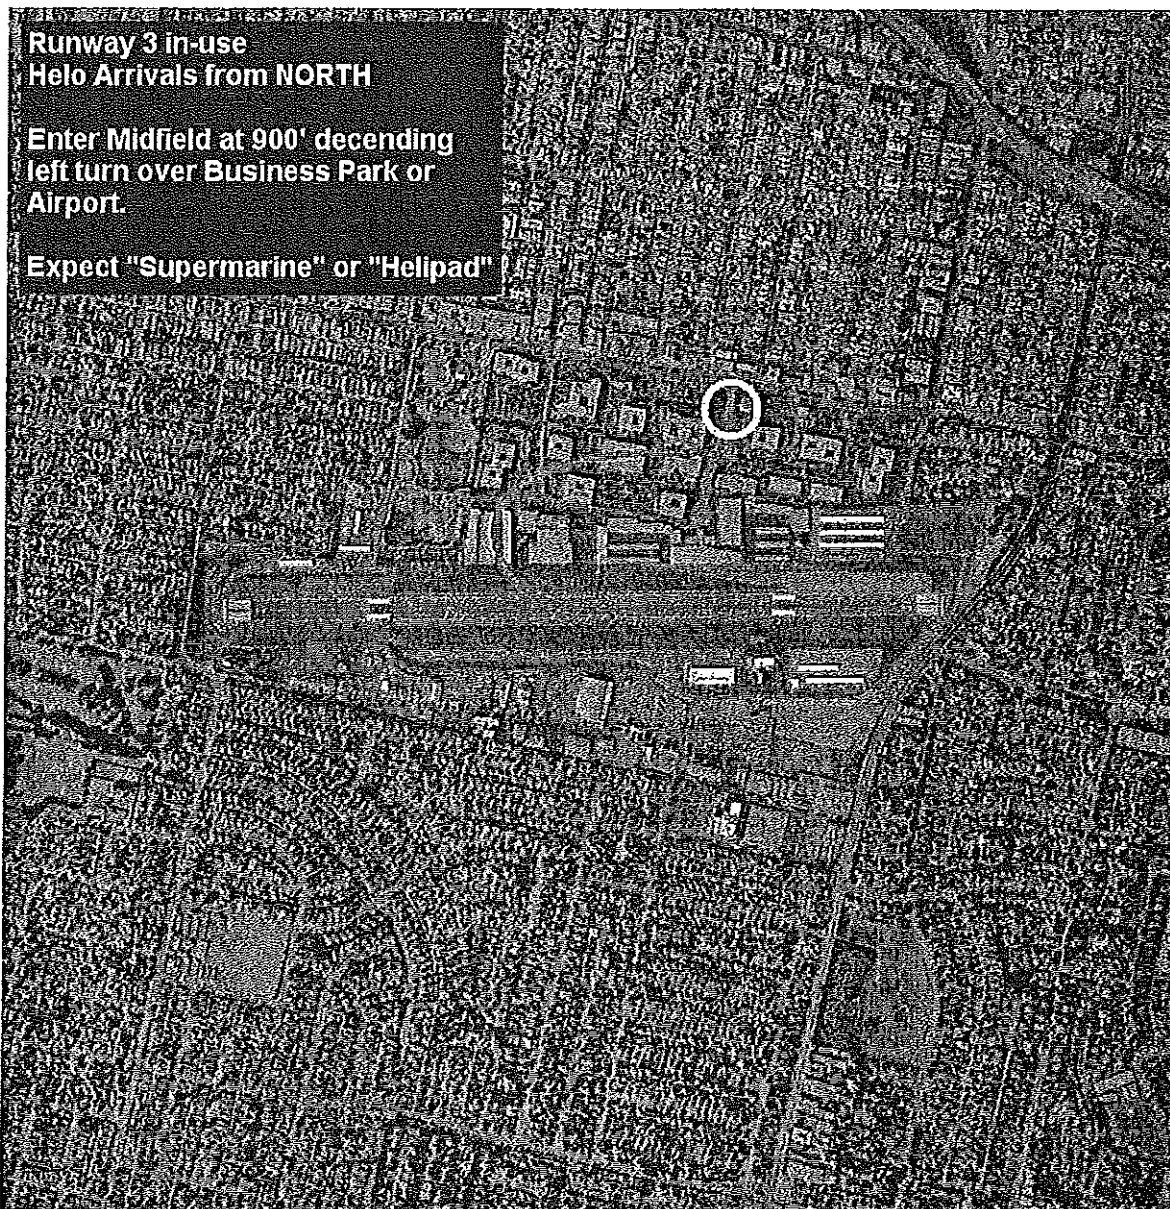 Runway 3 in-use
Helo Arrivals from NORTH
Enter Midfield at 900' decending
left turn over Business Park or
Airport.
Expect "Supermarine" or "Helipad"